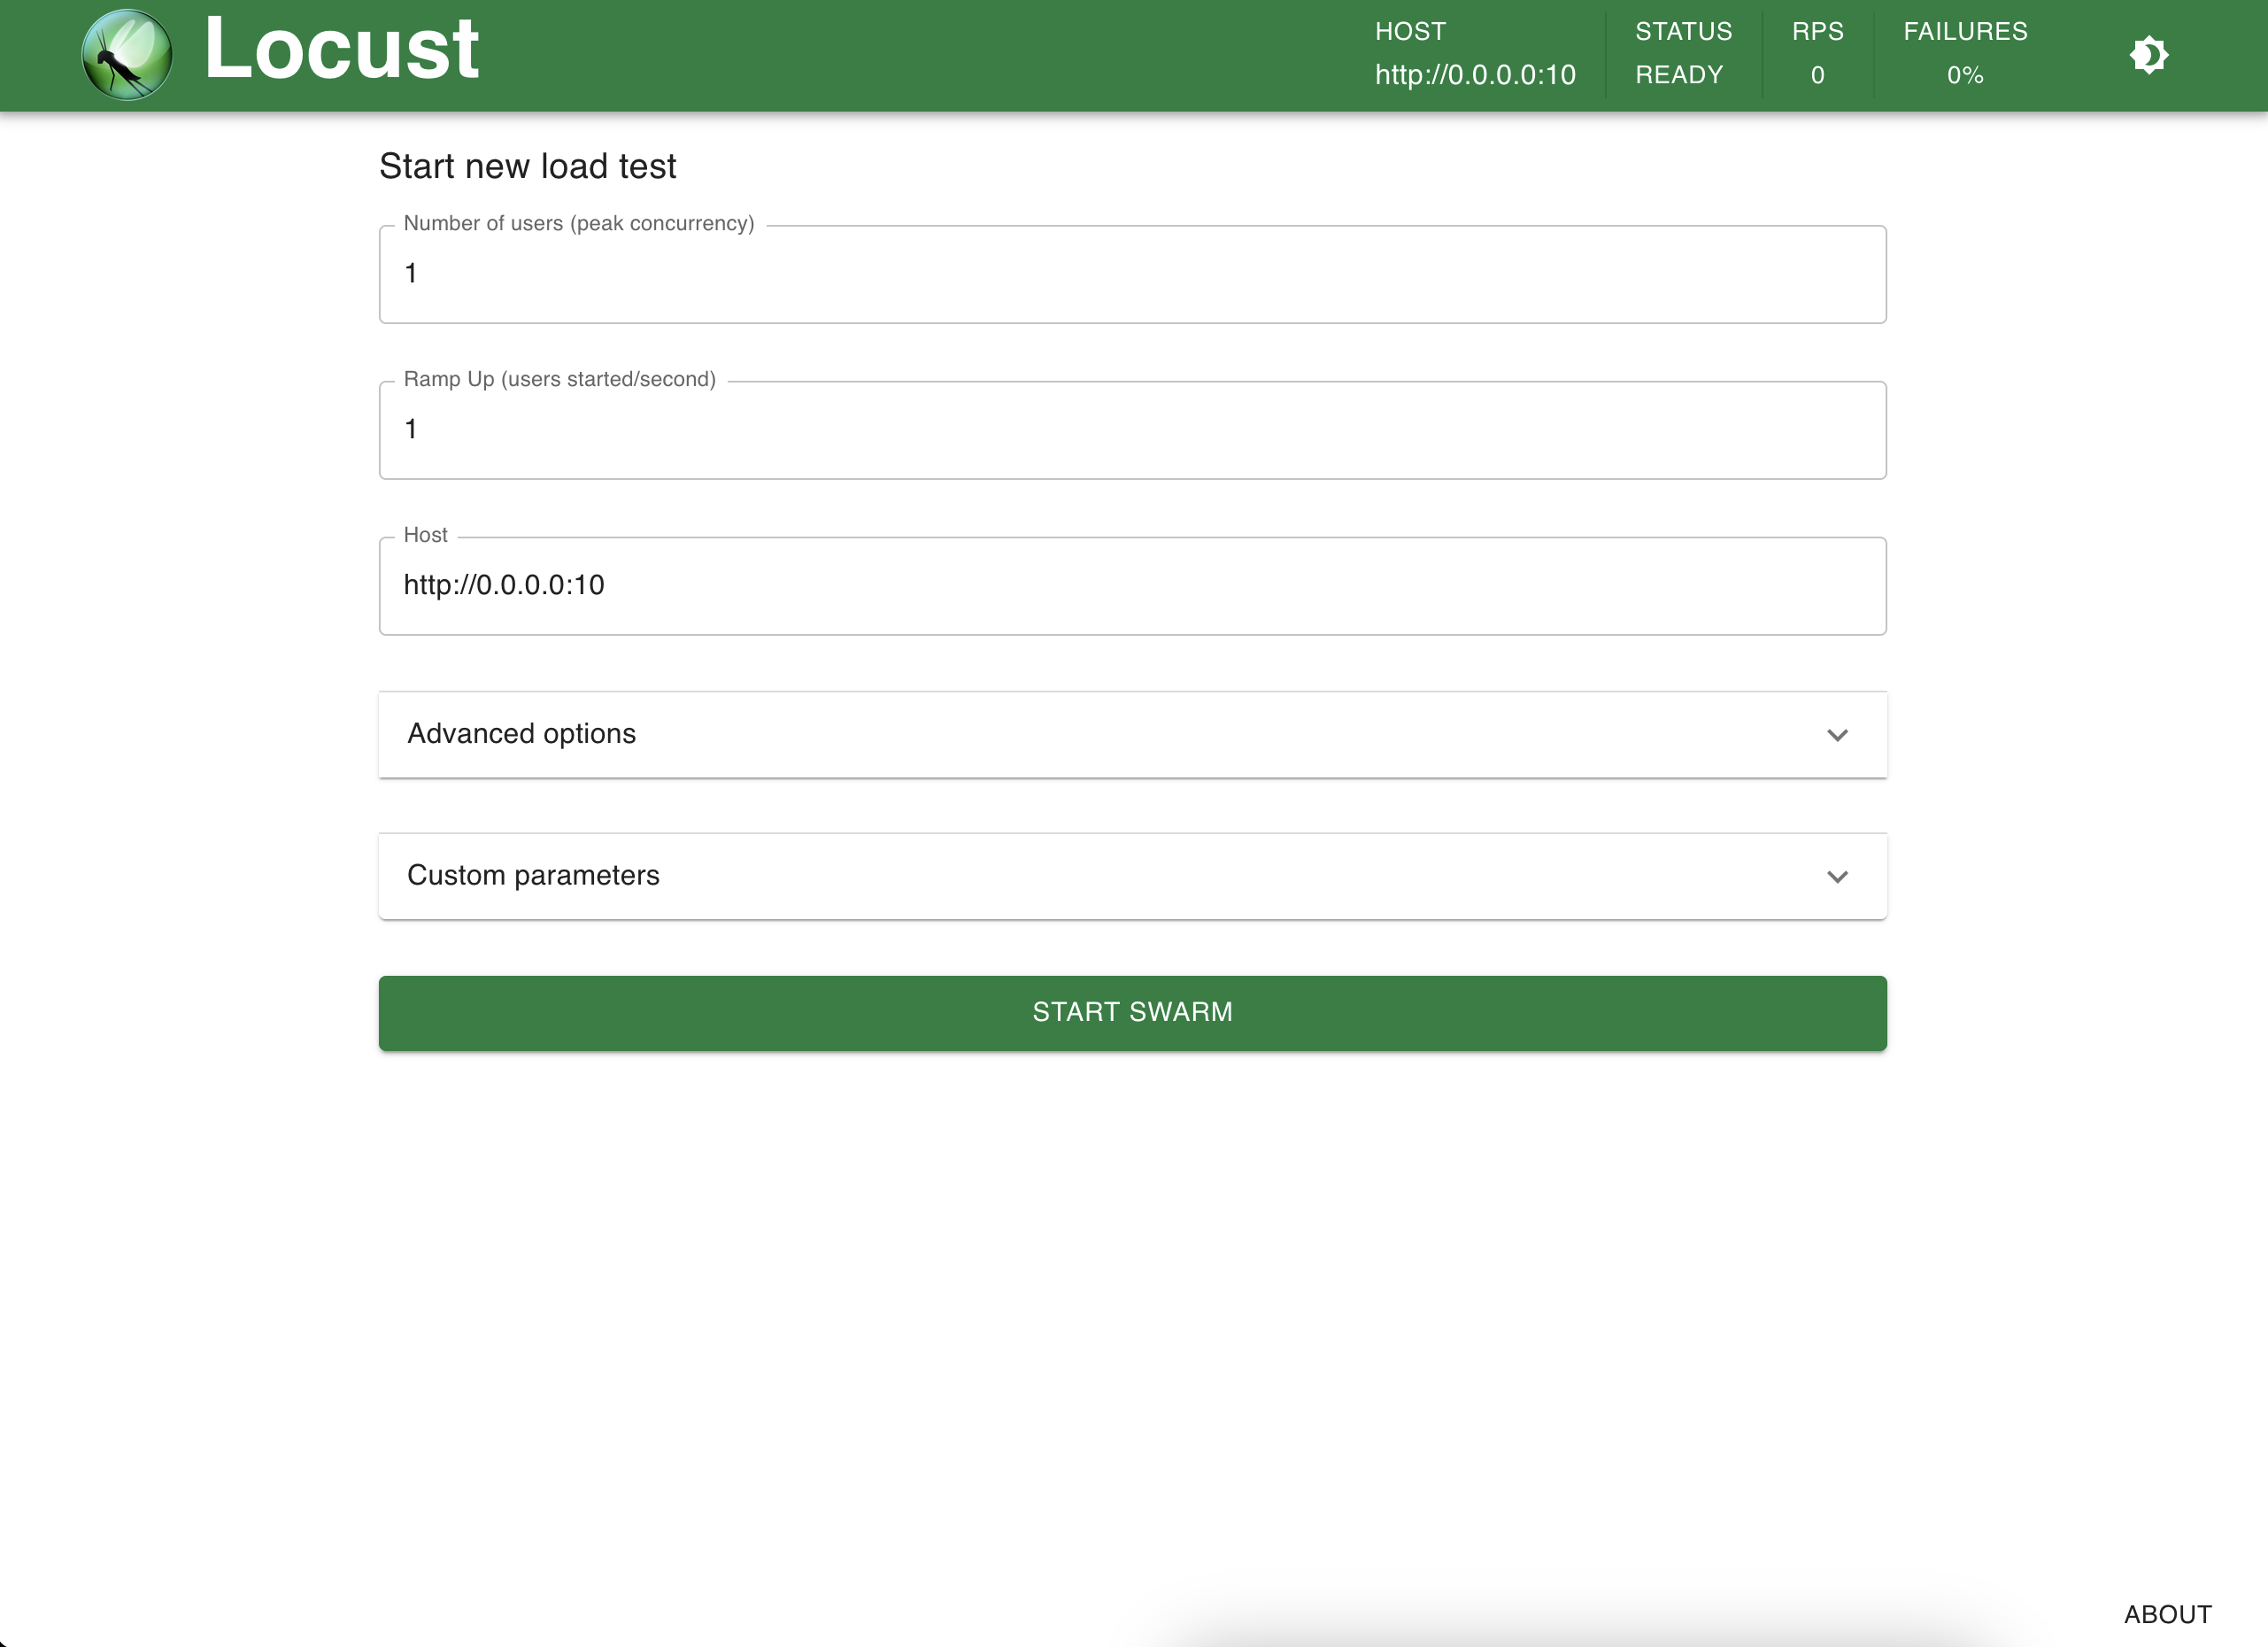 Locust
HOST
http://0.0.0.0:10
STATUS
READY
RPS
0
FAILURES
0%
Start new load test
Number of users (peak concurrency)
1
Ramp Up (users started/second)
1
Host
http://0.0.0.0:10
Advanced options
Custom parameters
START SWARM
ABOUT